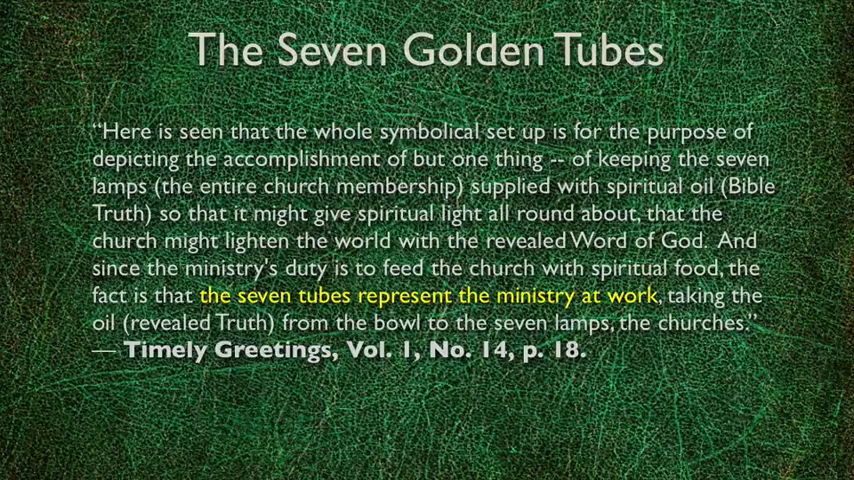 The Seven Golden Tubes
“Here is seen that the whole symbolical set up is for the purpose of
depicting the accomplishment of but one thing -- of keeping the seven
lamps (the entire church membership) supplied with spiritual oil (Bible
Truth) so that it might give spiritual light all round about, that the
church might lighten the world with the revealed Word of God. And
since the ministry's duty is to feed the church with spiritual food, the
fact is that the seven tubes represent the ministry at work, taking the
oil (revealed Truth) from the bowl to the seven lamps, the churches.”
— Timely Greetings, Vol. 1, No. 14, p. 18.